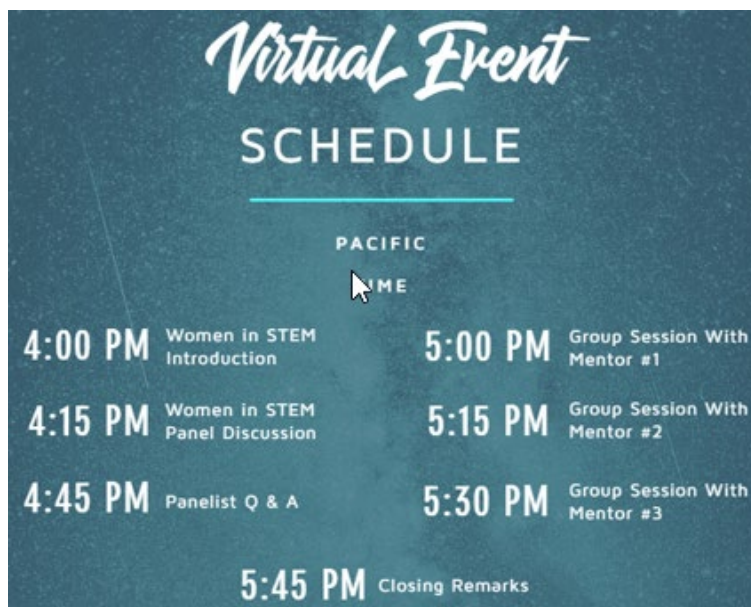 Virtual Event
SCHEDULE
PACIFIC
IME
4:00 PM Women in STEM
Introduction
4:15 PM Women in STEM
Panel Discussion
4:45 PM Panelist Q & A
5:00 PM Group Session With
Mentor #1
5:15 PM Group Session With
Mentor #2
5:30 PM Group Session With
Mentor #3
5:45 PM Closing Remarks